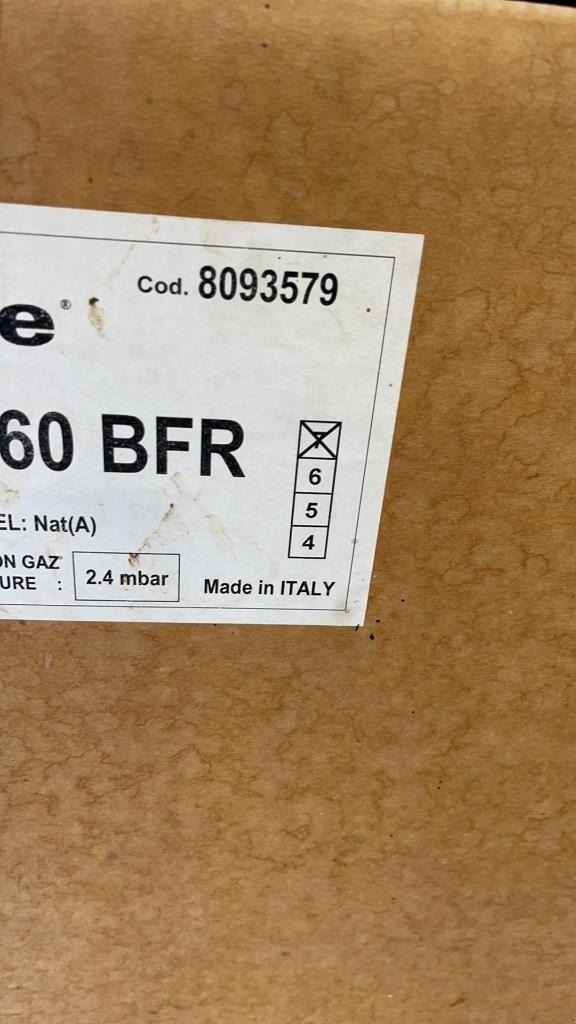 Cod. 8093579
e®
60 BFR
6
5
EL: Nat(A)
4
ON GAZ
URE : 2.4 mbar Made in ITALY